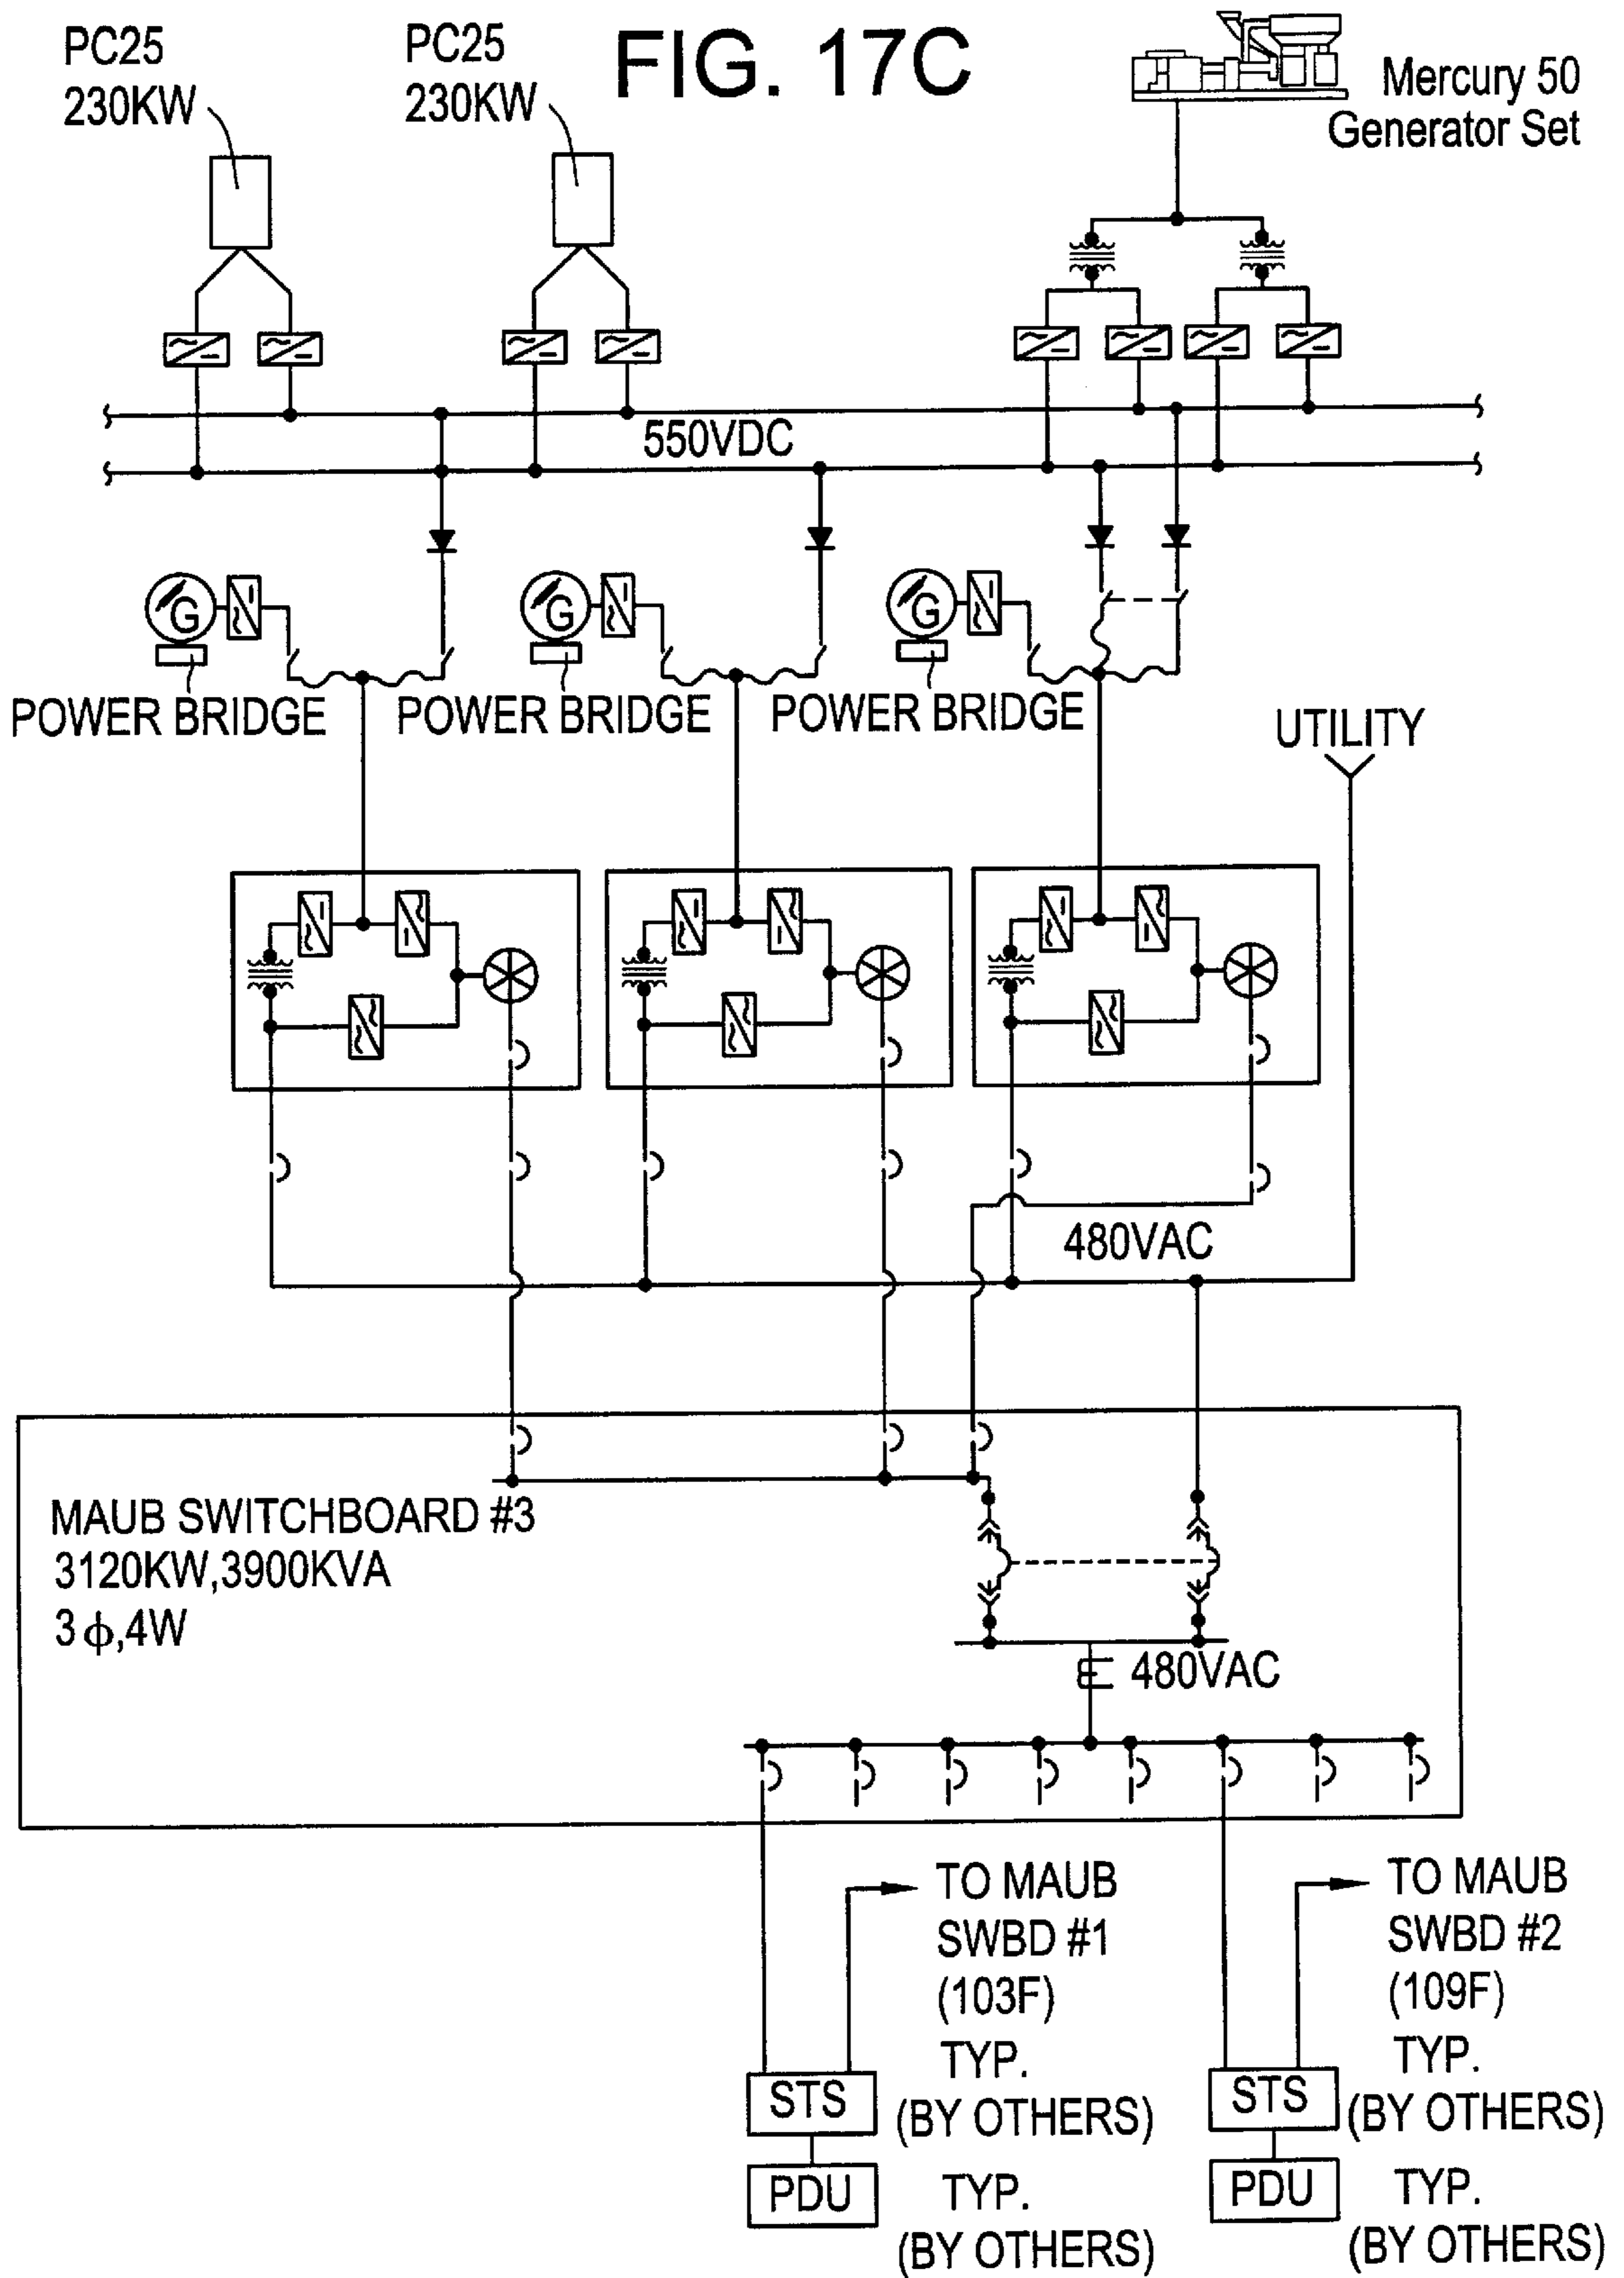 PC25
230KW
PC25
230KW
FIG. 17C
Mercury 50
Generator Set
550VDC
G
G
G
POWER BRIDGE
POWER BRIDGE
POWER BRIDGE
UTILITY
480VAC
MAUB SWITCHBOARD #3
3120KW,3900KVA
3ϕ,4W
480VAC
TO MAUB
SWBD #1
(103F)
TYP.
(BY OTHERS)
STS
PDU
TYP.
(BY OTHERS)
TO MAUB
SWBD #2
(109F)
TYP.
(BY OTHERS)
STS
PDU
TYP.
(BY OTHERS)